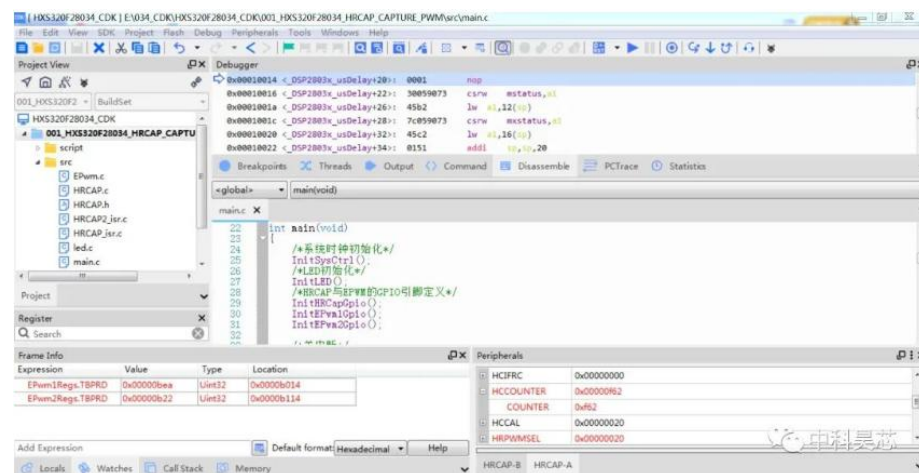 [ HXS320F28034_CDK ] E:\034_CDK\HXS320F28034_CDK\001_HXS320F28034_HRCAP_CAPTURE_PWM\src\main.c
File Edit View SDK Project Flash Debug Peripherals Tools Windows Help
Project View
001_HXS320F2
BuildSet
HXS320F28034_CDK
001_HXS320F28034_HRCAP_CAPTU
script
src
EPwm.c
HRCAP.c
HRCAP.h
HRCAP2_isr.c
HRCAP_isr.c
led.c
main.c
Project
Register
Search
Debugger
0x00010014 <_DSP2803x_usDelay+20>: 0001 nop
0x00010016 <_DSP2803x_usDelay+22>: 30059073 csrw mstatus,a1
0x0001001a <_DSP2803x_usDelay+26>: 45b2 lw a1,12(sp)
0x0001001c <_DSP2803x_usDelay+28>: 7c059073 csrw mstatus,a1
0x00010020 <_DSP2803x_usDelay+32>: 45c2 lw a1,16(sp)
0x00010022 <_DSP2803x_usDelay+34>: 0151 addi sp,sp,20
Breakpoints Threads Output Command Disassemble PCTrace Statistics
<global> main(void)
main.c
22 int main(void)
23 {
24 /*系统时钟初始化*/
25 InitSysCtrl();
26 /*LED初始化*/
27 InitLED();
28 /*HRCAP与EPWM的GPIO引脚定义*/
29 InitHRCapGpio();
30 InitEPwm1Gpio();
31 InitEPwm2Gpio();
32
Frame Info
Expression Value Type Location
EPwm1Regs.TBPRD 0x00000bea Uint32 0x0000b014
EPwm2Regs.TBPRD 0x00000b22 Uint32 0x0000b114
Add Expression
Default format: Hexadecimal
Help
Locals Watches Call Stack Memory
Peripherals
HCIFRC 0x00000000
HCCOUNTER 0x00000f62
COUNTER 0xf62
HCCAL 0x00000020
HRPWMSEL 0x00000020
HRCAP-B HRCAP-A
中科昊芯